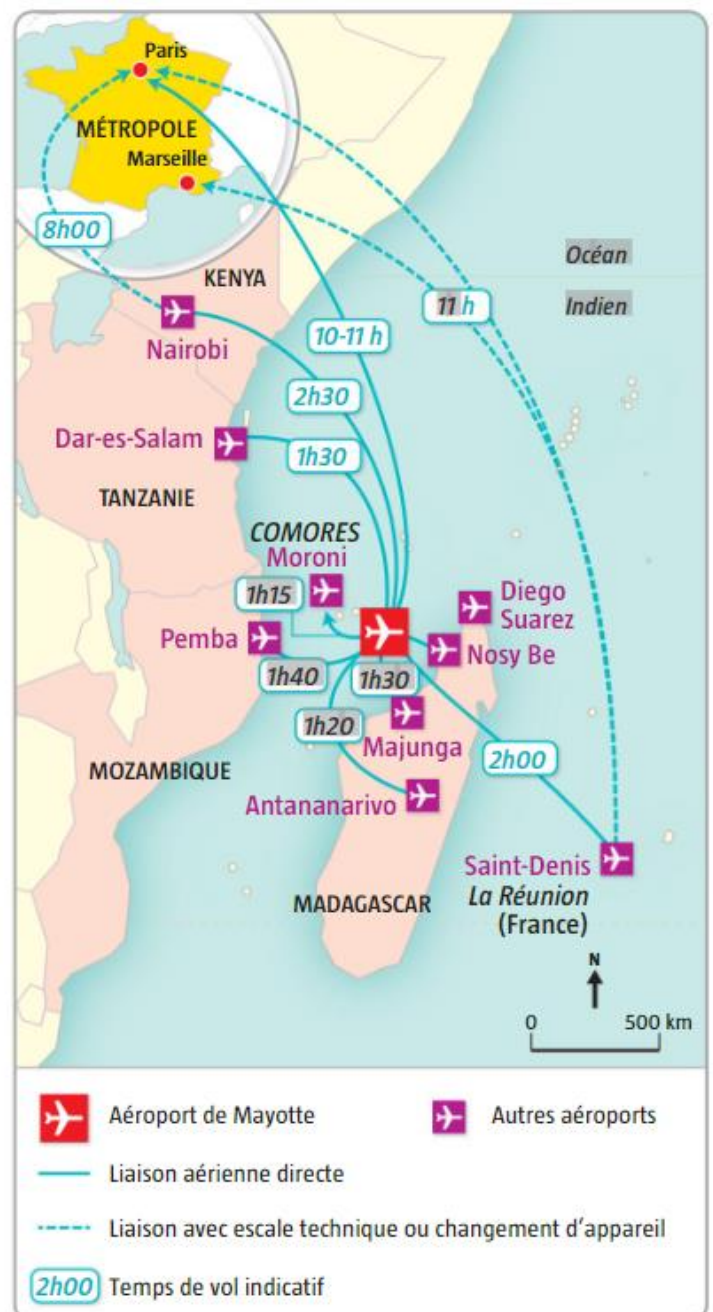 Paris
MÉTROPOLE
Marseille
8h00
KENYA
Océan
Indien
11 h
Nairobi
10-11 h
2h30
Dar-es-Salam
1h30
TANZANIE
COMORES
Moroni
1h15
Diego
Suarez
Pemba
Nosy Be
1h40
1h30
1h20
Majunga
2h00
MOZAMBIQUE
Antananarivo
Saint-Denis
La Réunion
(France)
MADAGASCAR
N
0 500 km
Aéroport de Mayotte
Autres aéroports
Liaison aérienne directe
Liaison avec escale technique ou changement d'appareil
2h00 Temps de vol indicatif